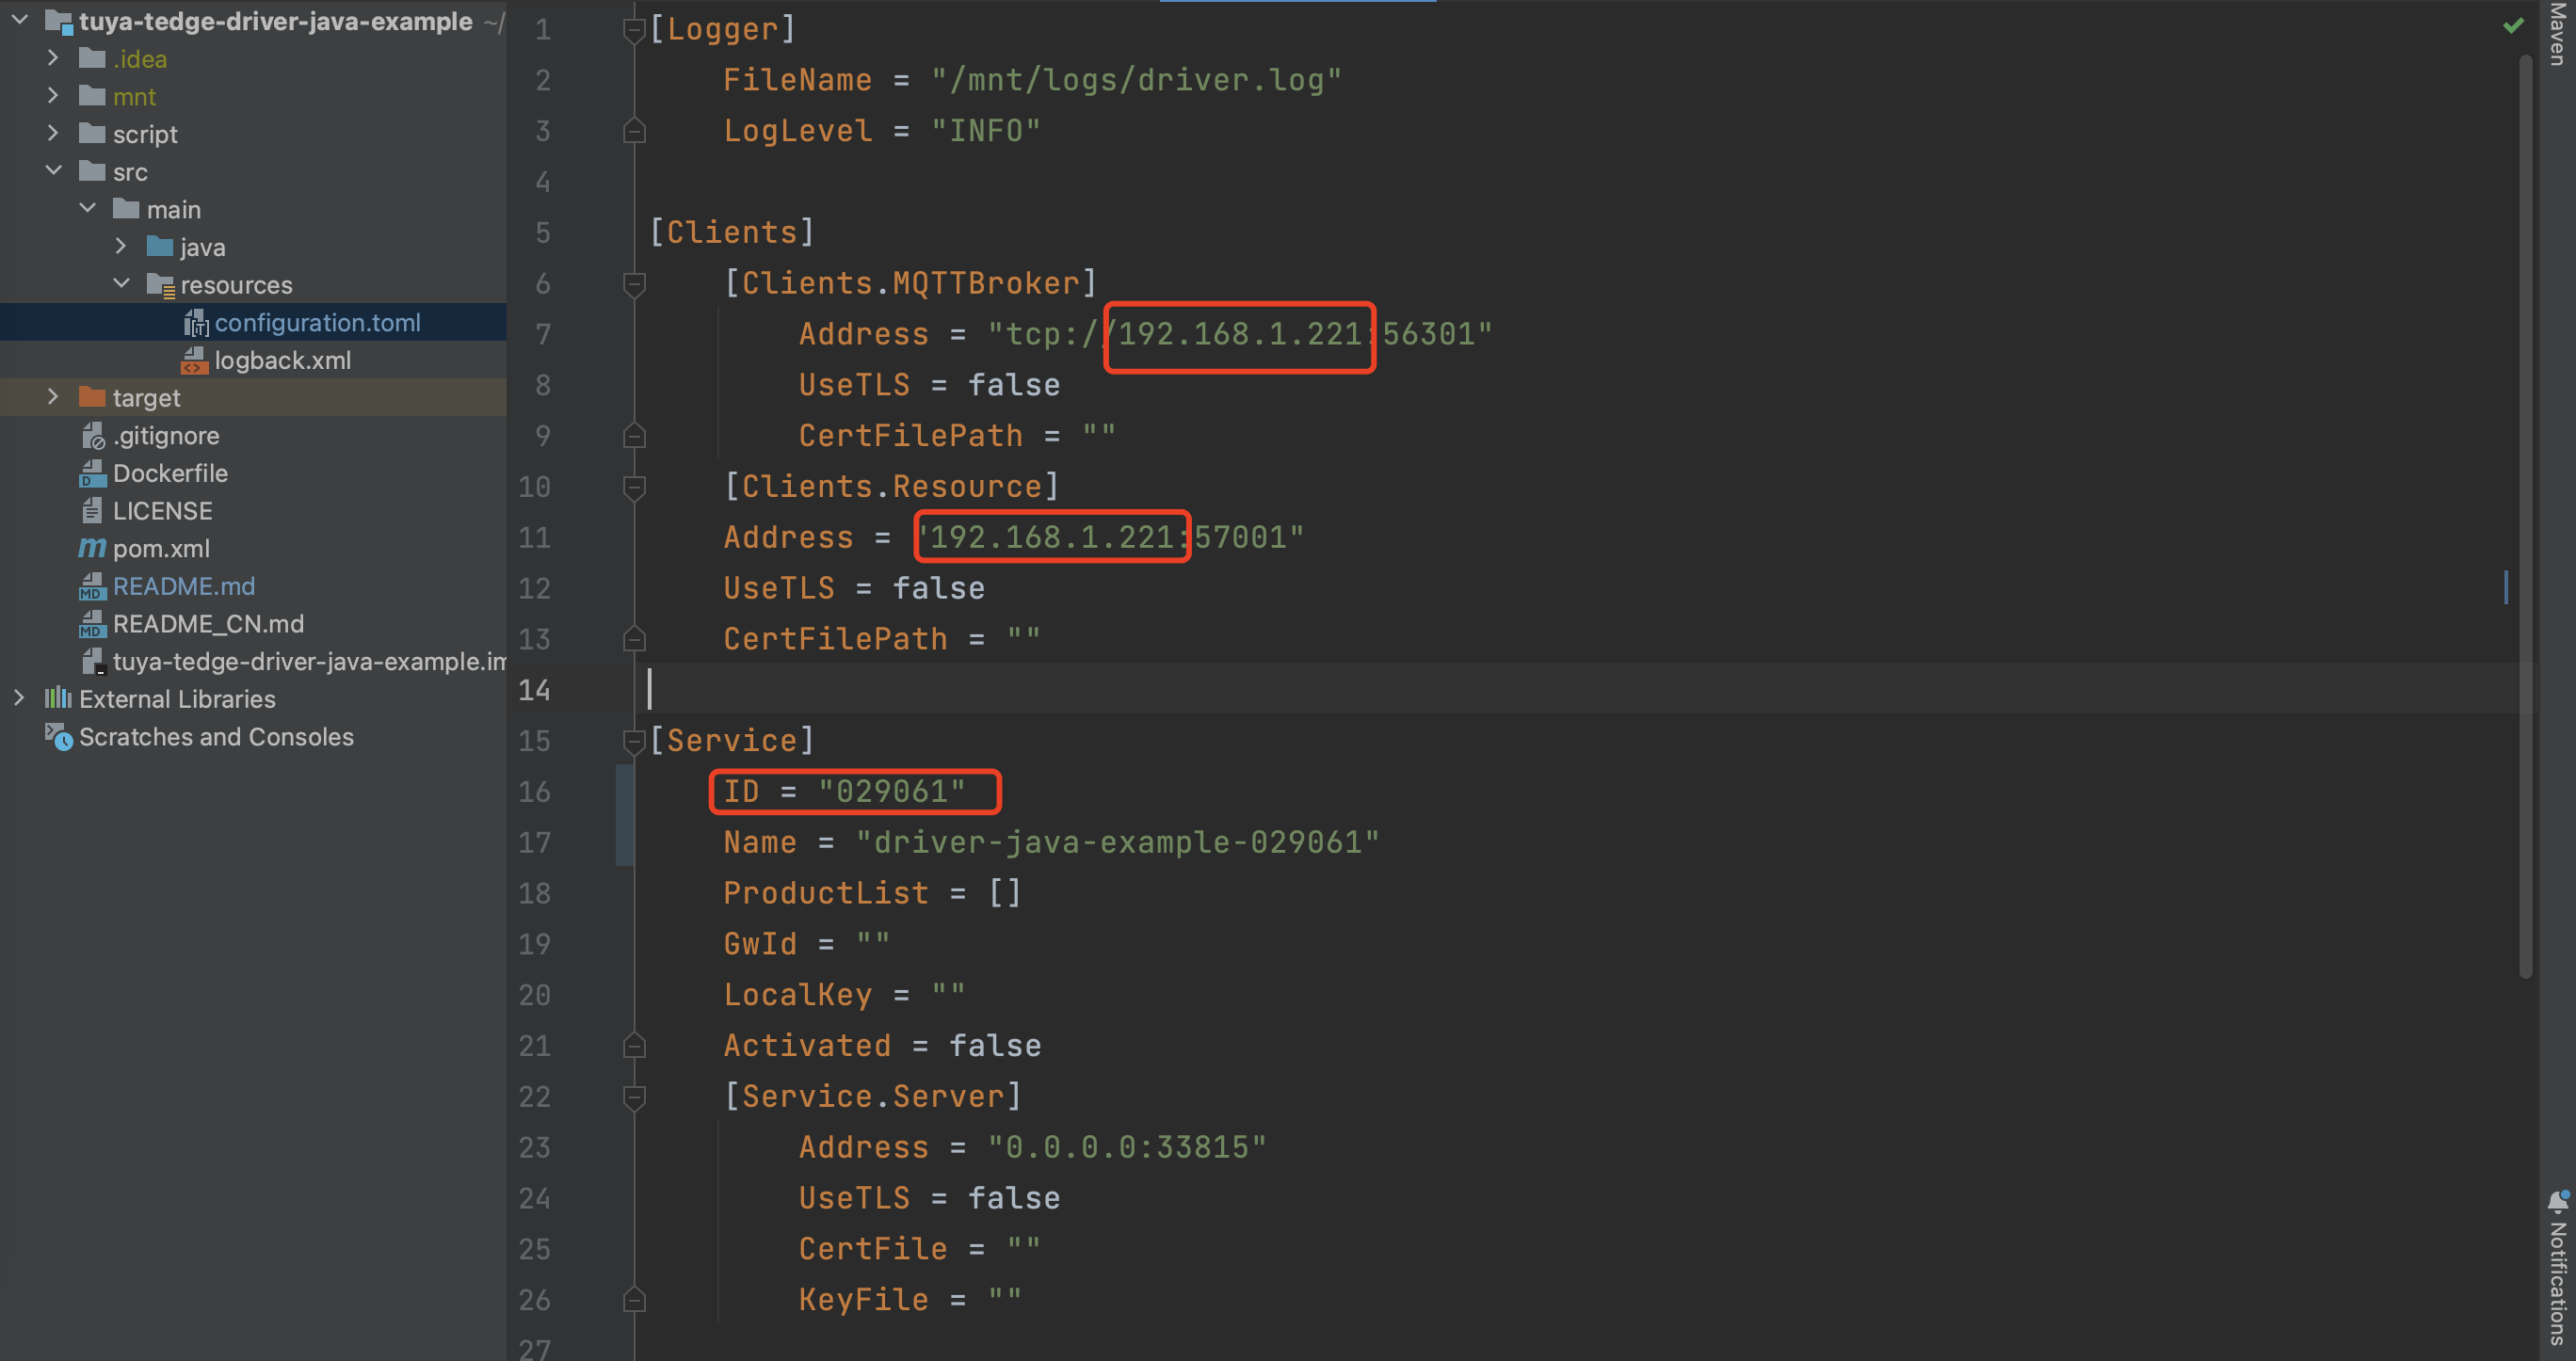 tuya-tedge-driver-java-example ~/
.idea
mnt
script
src
main
java
resources
configuration.toml
logback.xml
target
.gitignore
Dockerfile
LICENSE
pom.xml
README.md
README_CN.md
tuya-tedge-driver-java-example.im
External Libraries
Scratches and Consoles
1 [Logger]
2 FileName = "/mnt/logs/driver.log"
3 LogLevel = "INFO"
4
5 [Clients]
6 [Clients.MQTTBroker]
7 Address = "tcp://192.168.1.221:56301"
8 UseTLS = false
9 CertFilePath = ""
10 [Clients.Resource]
11 Address = "192.168.1.221:57001"
12 UseTLS = false
13 CertFilePath = ""
14
15 [Service]
16 ID = "029061"
17 Name = "driver-java-example-029061"
18 ProductList = []
19 GwId = ""
20 LocalKey = ""
21 Activated = false
22 [Service.Server]
23 Address = "0.0.0.0:33815"
24 UseTLS = false
25 CertFile = ""
26 KeyFile = ""
27
Maven
Notifications